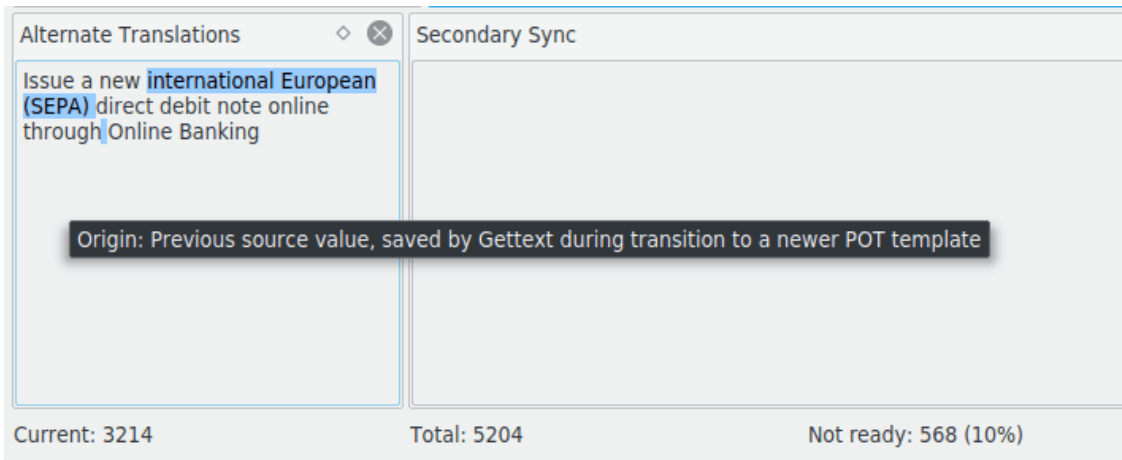 Alternate Translations
Secondary Sync
Issue a new international European
(SEPA) direct debit note online
through Online Banking
Origin: Previous source value, saved by Gettext during transition to a newer POT template
Current: 3214
Total: 5204
Not ready: 568 (10%)